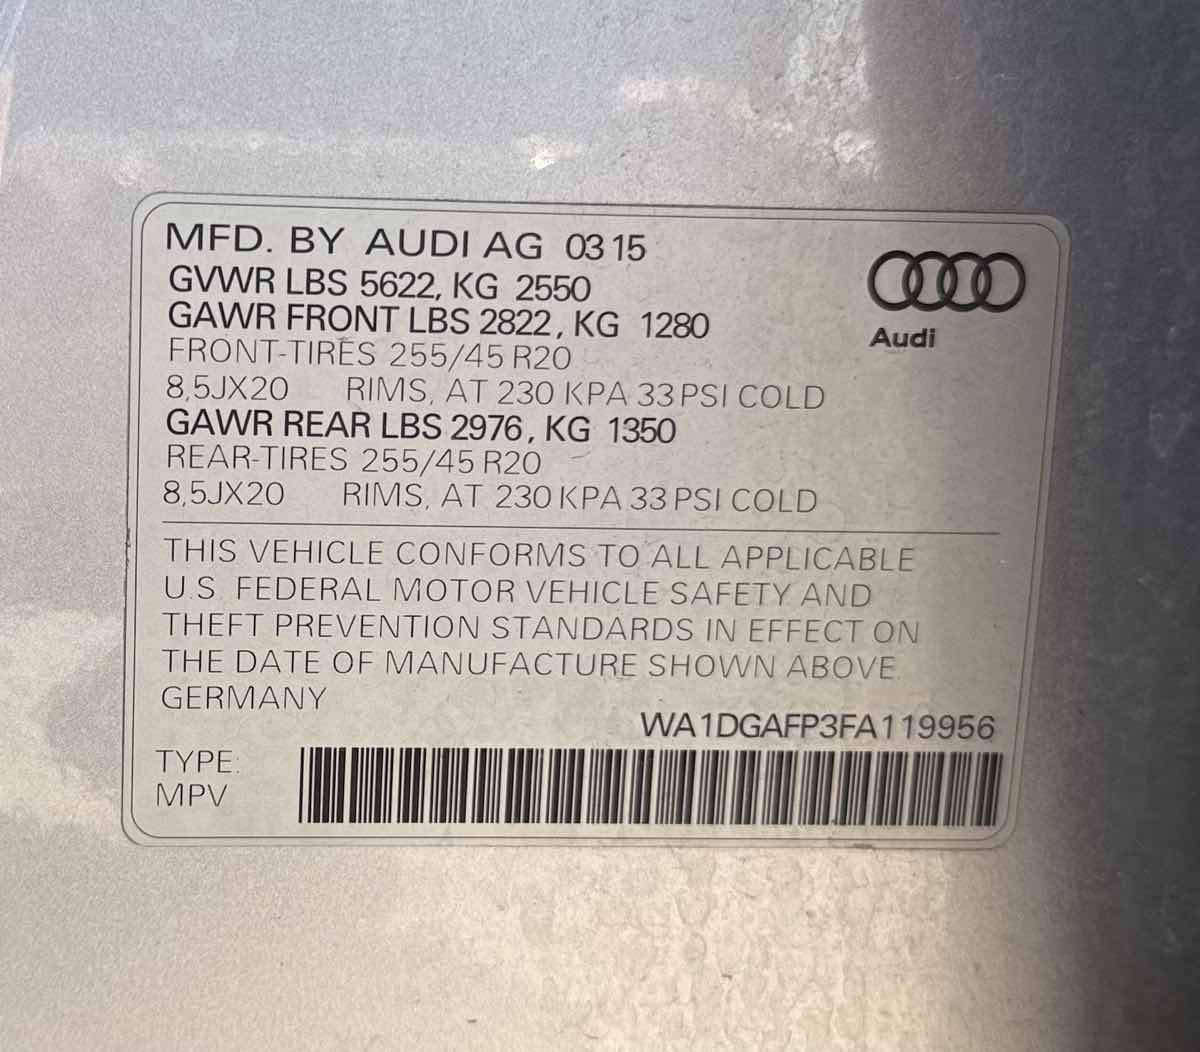 MFD. BY AUDI AG 03 15
GVWR LBS 5622, KG 2550
GAWR FRONT LBS 2822, KG 1280
FRONT-TIRES 255/45 R20
8,5JX20 RIMS, AT 230 KPA 33 PSI COLD
GAWR REAR LBS 2976, KG 1350
REAR-TIRES 255/45 R20
8,5JX20 RIMS, AT 230 KPA 33 PSI COLD
Audi
THIS VEHICLE CONFORMS TO ALL APPLICABLE
U.S. FEDERAL MOTOR VEHICLE SAFETY AND
THEFT PREVENTION STANDARDS IN EFFECT ON
THE DATE OF MANUFACTURE SHOWN ABOVE.
GERMANY
WA1DGAFP3FA119956
TYPE:
MPV